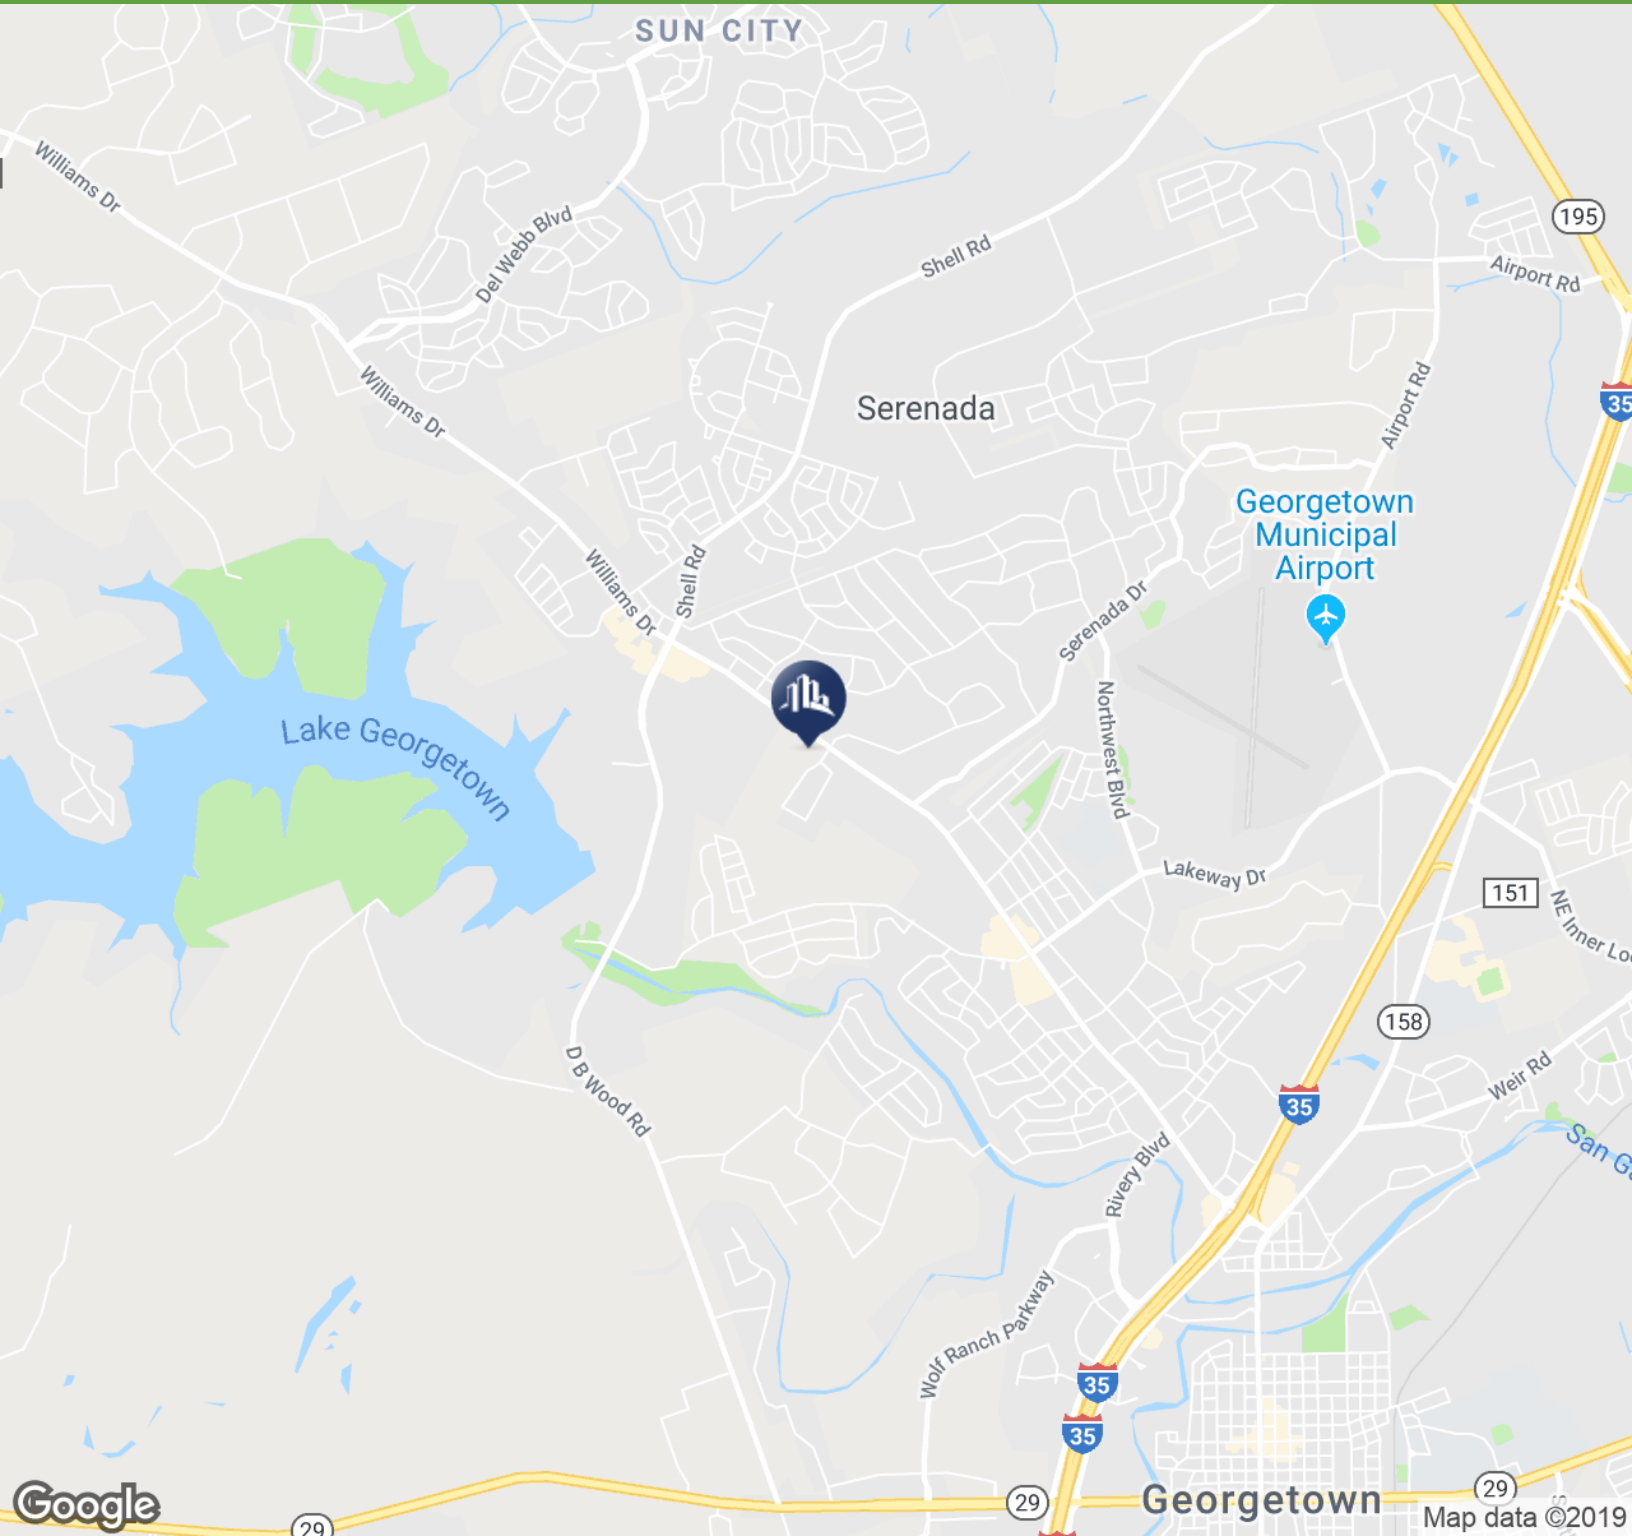 SUN CITY
Williams Dr
195
Del Webb Blvd
Shell Rd
Airport Rd
35
Williams Dr
Serenada
Airport Rd
Georgetown
Municipal
Airport
Shell Rd
Williams Dr
Serenada Dr
Northwest Blvd
Lake Georgetown
Lakeway Dr
151
NE Inner Loo
158
D B Wood Rd
Weir Rd
35
San Ga
Rivery Blvd
Wolf Ranch Parkway
35
35
29
Georgetown
29
Google
29
S
Map data ©2019